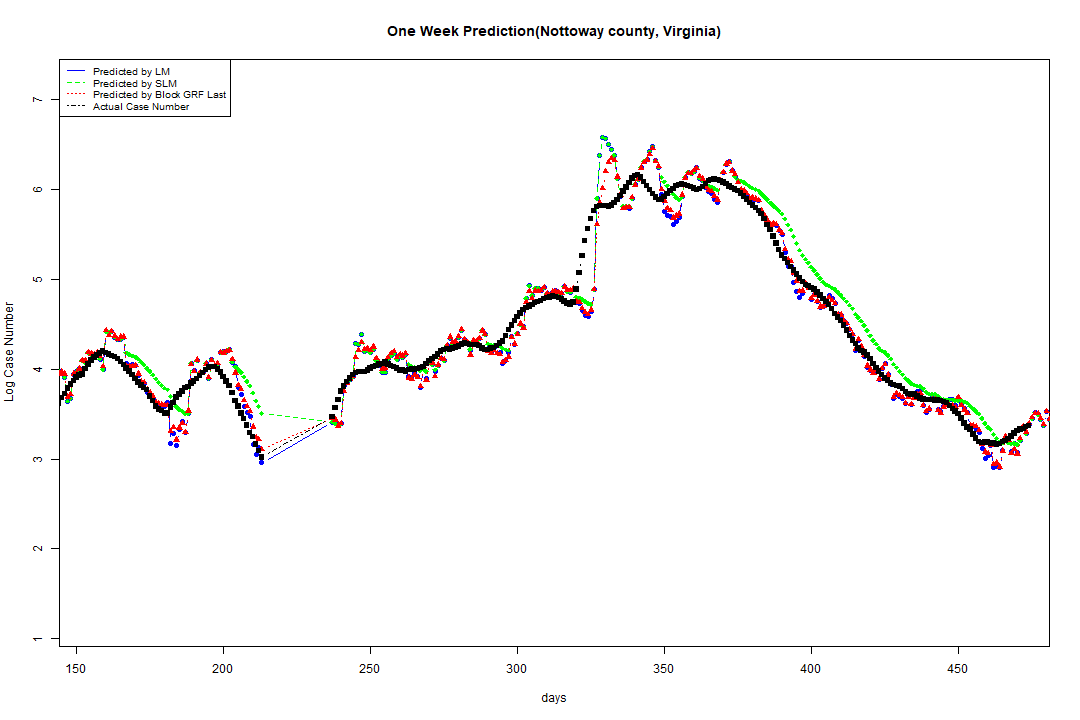 One Week Prediction(Nottoway county, Virginia)
Predicted by LM
Predicted by SLM
Predicted by Block GRF Last
Actual Case Number
7
6
5
4
3
2
1
Log Case Number
150 200 250 300 350 400 450
days